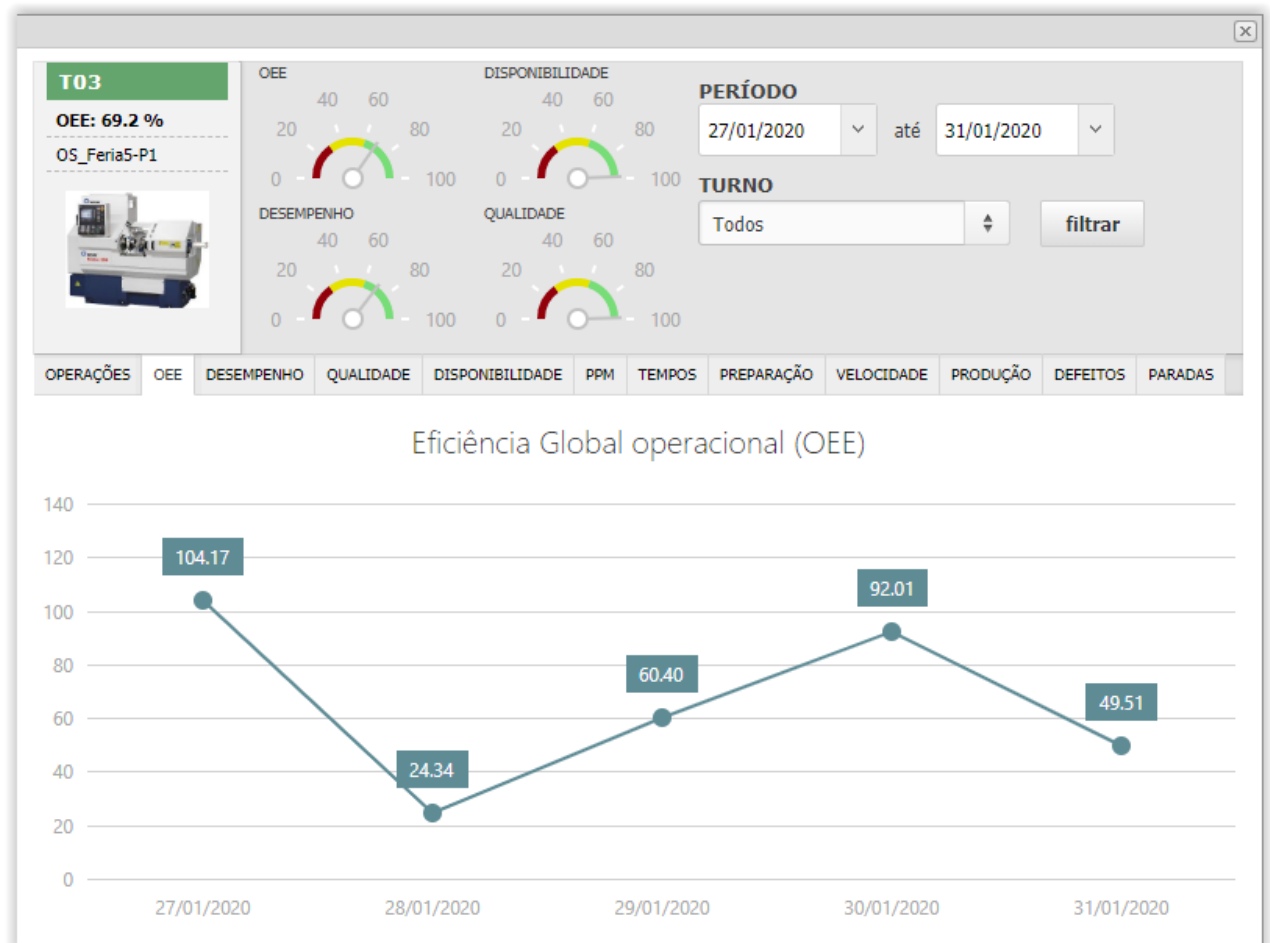 T03
OEE: 69.2 %
OS_Feria5-P1
OEE
0 20 40 60 80 100
DISPONIBILIDADE
0 20 40 60 80 100
DESEMPENHO
0 20 40 60 80 100
QUALIDADE
0 20 40 60 80 100
PERÍODO
27/01/2020 até 31/01/2020
TURNO
Todos filtrar
OPERAÇÕES OEE DESEMPENHO QUALIDADE DISPONIBILIDADE PPM TEMPOS PREPARAÇÃO VELOCIDADE PRODUÇÃO DEFEITOS PARADAS
Eficiência Global operacional (OEE)
140
120
100
80
60
40
20
0
104.17
24.34
60.40
92.01
49.51
27/01/2020 28/01/2020 29/01/2020 30/01/2020 31/01/2020